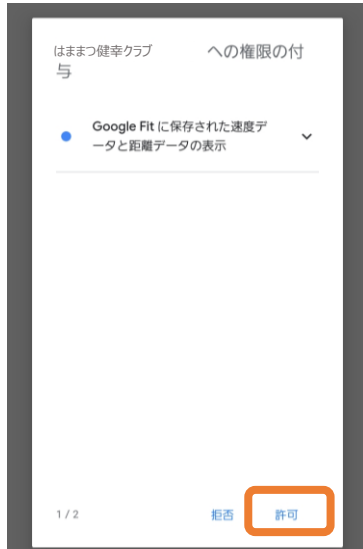 はままつ健幸クラブ への権限の付
与
Google Fit に保存された速度デ
ータと距離データの表示
1 / 2
拒否 許可